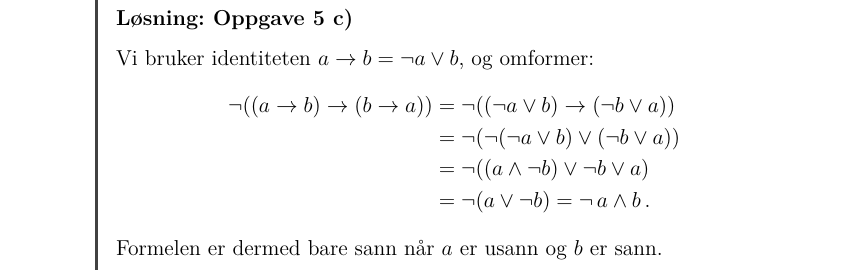 Løsning: Oppgave 5 c)
Vi bruker identiteten a → b = ¬a ∨ b, og omformer:
¬((a → b) → (b → a)) = ¬((¬a ∨ b) → (¬b ∨ a))
= ¬(¬(¬a ∨ b) ∨ (¬b ∨ a))
= ¬((a ∧ ¬b) ∨ ¬b ∨ a)
= ¬(a ∨ ¬b) = ¬ a ∧ b .
Formelen er dermed bare sann når a er usann og b er sann.